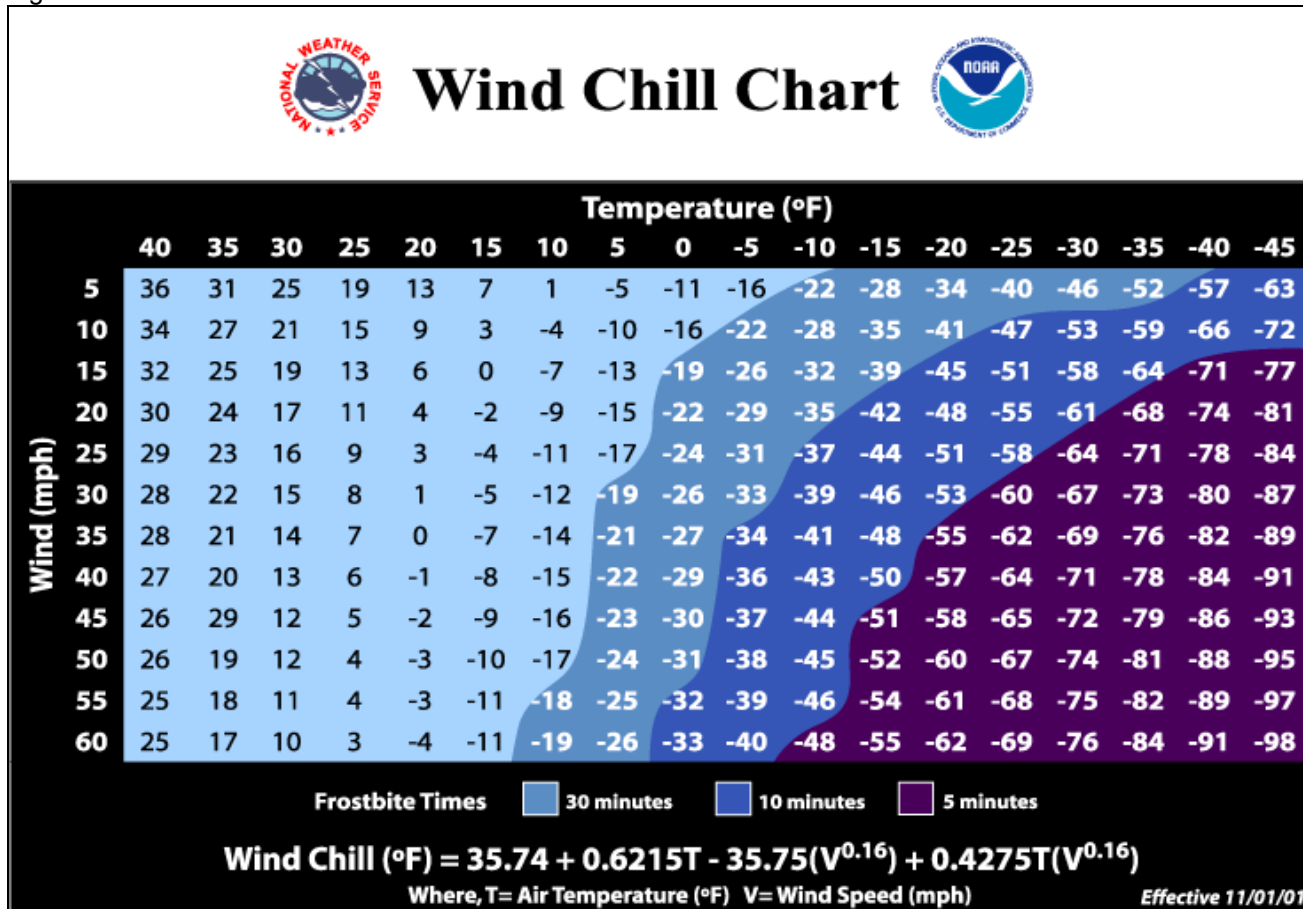 NATIONAL WEATHER SERVICE
Wind Chill Chart
NATIONAL OCEANIC AND ATMOSPHERIC ADMINISTRATION
NOAA
U.S. DEPARTMENT OF COMMERCE
Temperature (ºF)
40 35 30 25 20 15 10 5 0 -5 -10 -15 -20 -25 -30 -35 -40 -45
Wind (mph)
5 36 31 25 19 13 7 1 -5 -11 -16 -22 -28 -34 -40 -46 -52 -57 -63
10 34 27 21 15 9 3 -4 -10 -16 -22 -28 -35 -41 -47 -53 -59 -66 -72
15 32 25 19 13 6 0 -7 -13 -19 -26 -32 -39 -45 -51 -58 -64 -71 -77
20 30 24 17 11 4 -2 -9 -15 -22 -29 -35 -42 -48 -55 -61 -68 -74 -81
25 29 23 16 9 3 -4 -11 -17 -24 -31 -37 -44 -51 -58 -64 -71 -78 -84
30 28 22 15 8 1 -5 -12 -19 -26 -33 -39 -46 -53 -60 -67 -73 -80 -87
35 28 21 14 7 0 -7 -14 -21 -27 -34 -41 -48 -55 -62 -69 -76 -82 -89
40 27 20 13 6 -1 -8 -15 -22 -29 -36 -43 -50 -57 -64 -71 -78 -84 -91
45 26 29 12 5 -2 -9 -16 -23 -30 -37 -44 -51 -58 -65 -72 -79 -86 -93
50 26 19 12 4 -3 -10 -17 -24 -31 -38 -45 -52 -60 -67 -74 -81 -88 -95
55 25 18 11 4 -3 -11 -18 -25 -32 -39 -46 -54 -61 -68 -75 -82 -89 -97
60 25 17 10 3 -4 -11 -19 -26 -33 -40 -48 -55 -62 -69 -76 -84 -91 -98
Frostbite Times 30 minutes 10 minutes 5 minutes
Wind Chill (ºF) = 35.74 + 0.6215T - 35.75(V^0.16) + 0.4275T(V^0.16)
Where, T= Air Temperature (ºF) V= Wind Speed (mph)
Effective 11/01/01